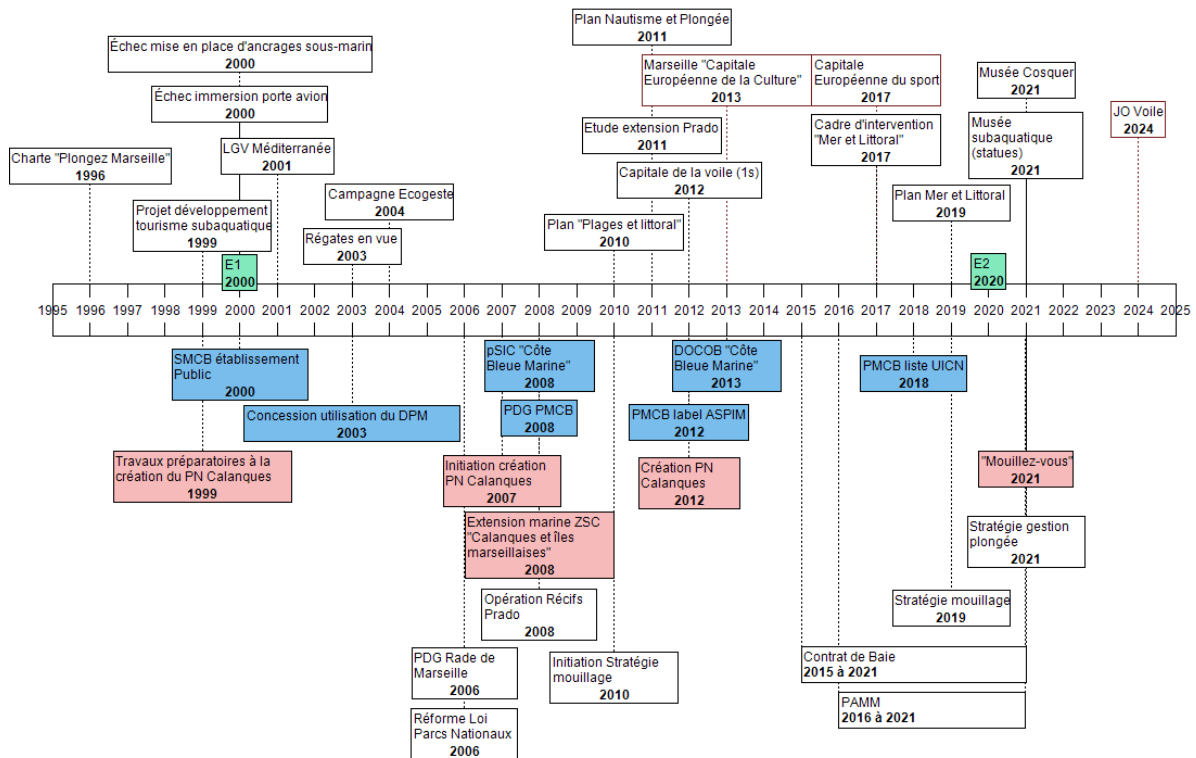 Plan Nautisme et Plongée
2011
Échec mise en place d'ancrages sous-marin
2000
Marseille "Capitale
Européenne de la Culture"
2013
Capitale
Européenne du sport
2017
Musée Cosquer
2021
Échec immersion porte avion
2000
JO Voile
2024
Etude extension Prado
2011
Cadre d'intervention
"Mer et Littoral"
2017
Musée
subaquatique
(statues)
2021
LGV Méditerranée
2001
Charte "Plongez Marseille"
1996
Capitale de la voile (1s)
2012
Campagne Ecogeste
2004
Plan Mer et Littoral
2019
Projet développement
tourisme subaquatique
1999
Plan "Plages et littoral"
2010
Régates en vue
2003
E1
2000
E2
2020
1995 1996 1997 1998 1999 2000 2001 2002 2003 2004 2005 2006 2007 2008 2009 2010 2011 2012 2013 2014 2015 2016 2017 2018 2019 2020 2021 2022 2023 2024 2025
SMCB établissement
Public
2000
pSIC "Côte
Bleue Marine"
2008
DOCOB "Côte
Bleue Marine"
2013
PMCB liste UICN
2018
Concession utilisation du DPM
2003
PDG PMCB
2008
PMCB label ASPIM
2012
Travaux préparatoires à la
création du PN Calanques
1999
Initiation création
PN Calanques
2007
Création PN
Calanques
2012
"Mouillez-vous"
2021
Extension marine ZSC
"Calanques et îles
marseillaises"
2008
Stratégie gestion
plongée
2021
Opération Récifs
Prado
2008
Stratégie mouillage
2019
PDG Rade de
Marseille
2006
Initiation Stratégie
mouillage
2010
Contrat de Baie
2015 à 2021
PAMM
2016 à 2021
Réforme Loi
Parcs Nationaux
2006